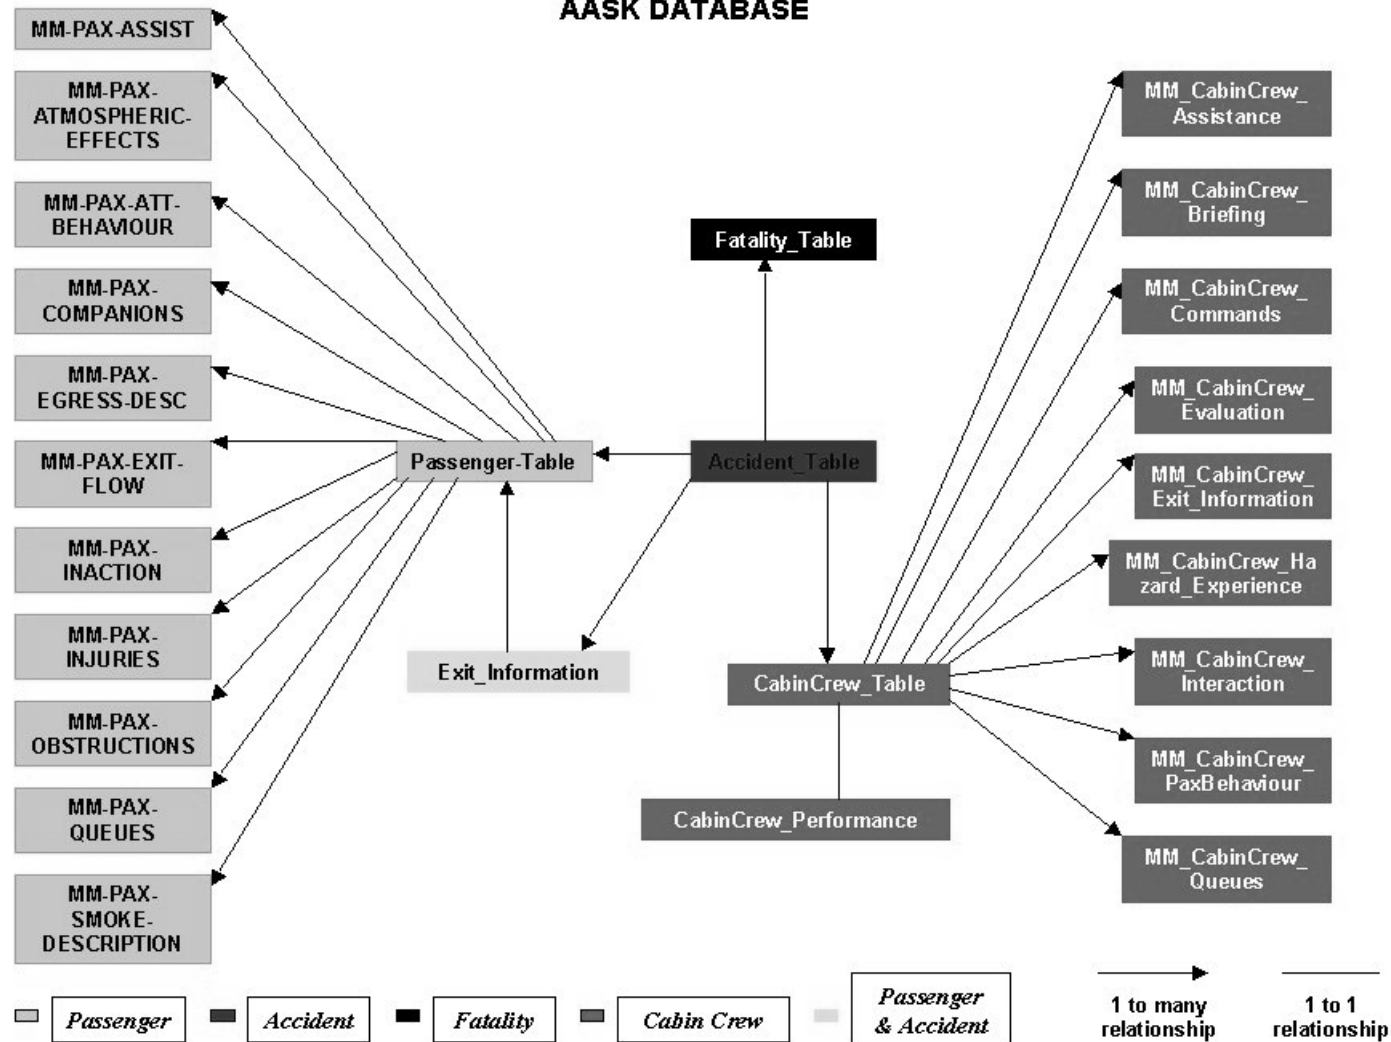 AASK DATABASE
MM-PAX-ASSIST
MM-PAX-
ATMOSPHERIC-
EFFECTS
MM-PAX-ATT-
BEHAVIOUR
MM-PAX-
COMPANIONS
MM-PAX-
EGRESS-DESC
MM-PAX-EXIT-
FLOW
MM-PAX-
INACTION
MM-PAX-
INJURIES
MM-PAX-
OBSTRUCTIONS
MM-PAX-
QUEUES
MM-PAX-
SMOKE-
DESCRIPTION
Passenger-Table
Exit_Information
Fatality_Table
Accident_Table
CabinCrew_Table
CabinCrew_Performance
MM_CabinCrew_
Assistance
MM_CabinCrew_
Briefing
MM_CabinCrew_
Commands
MM_CabinCrew_
Evaluation
MM_CabinCrew_
Exit_Information
MM_CabinCrew_Ha
zard_Experience
MM_CabinCrew_
Interaction
MM_CabinCrew_
PaxBehaviour
MM_CabinCrew_
Queues
Passenger
Accident
Fatality
Cabin Crew
Passenger
& Accident
1 to many
relationship
1 to 1
relationship